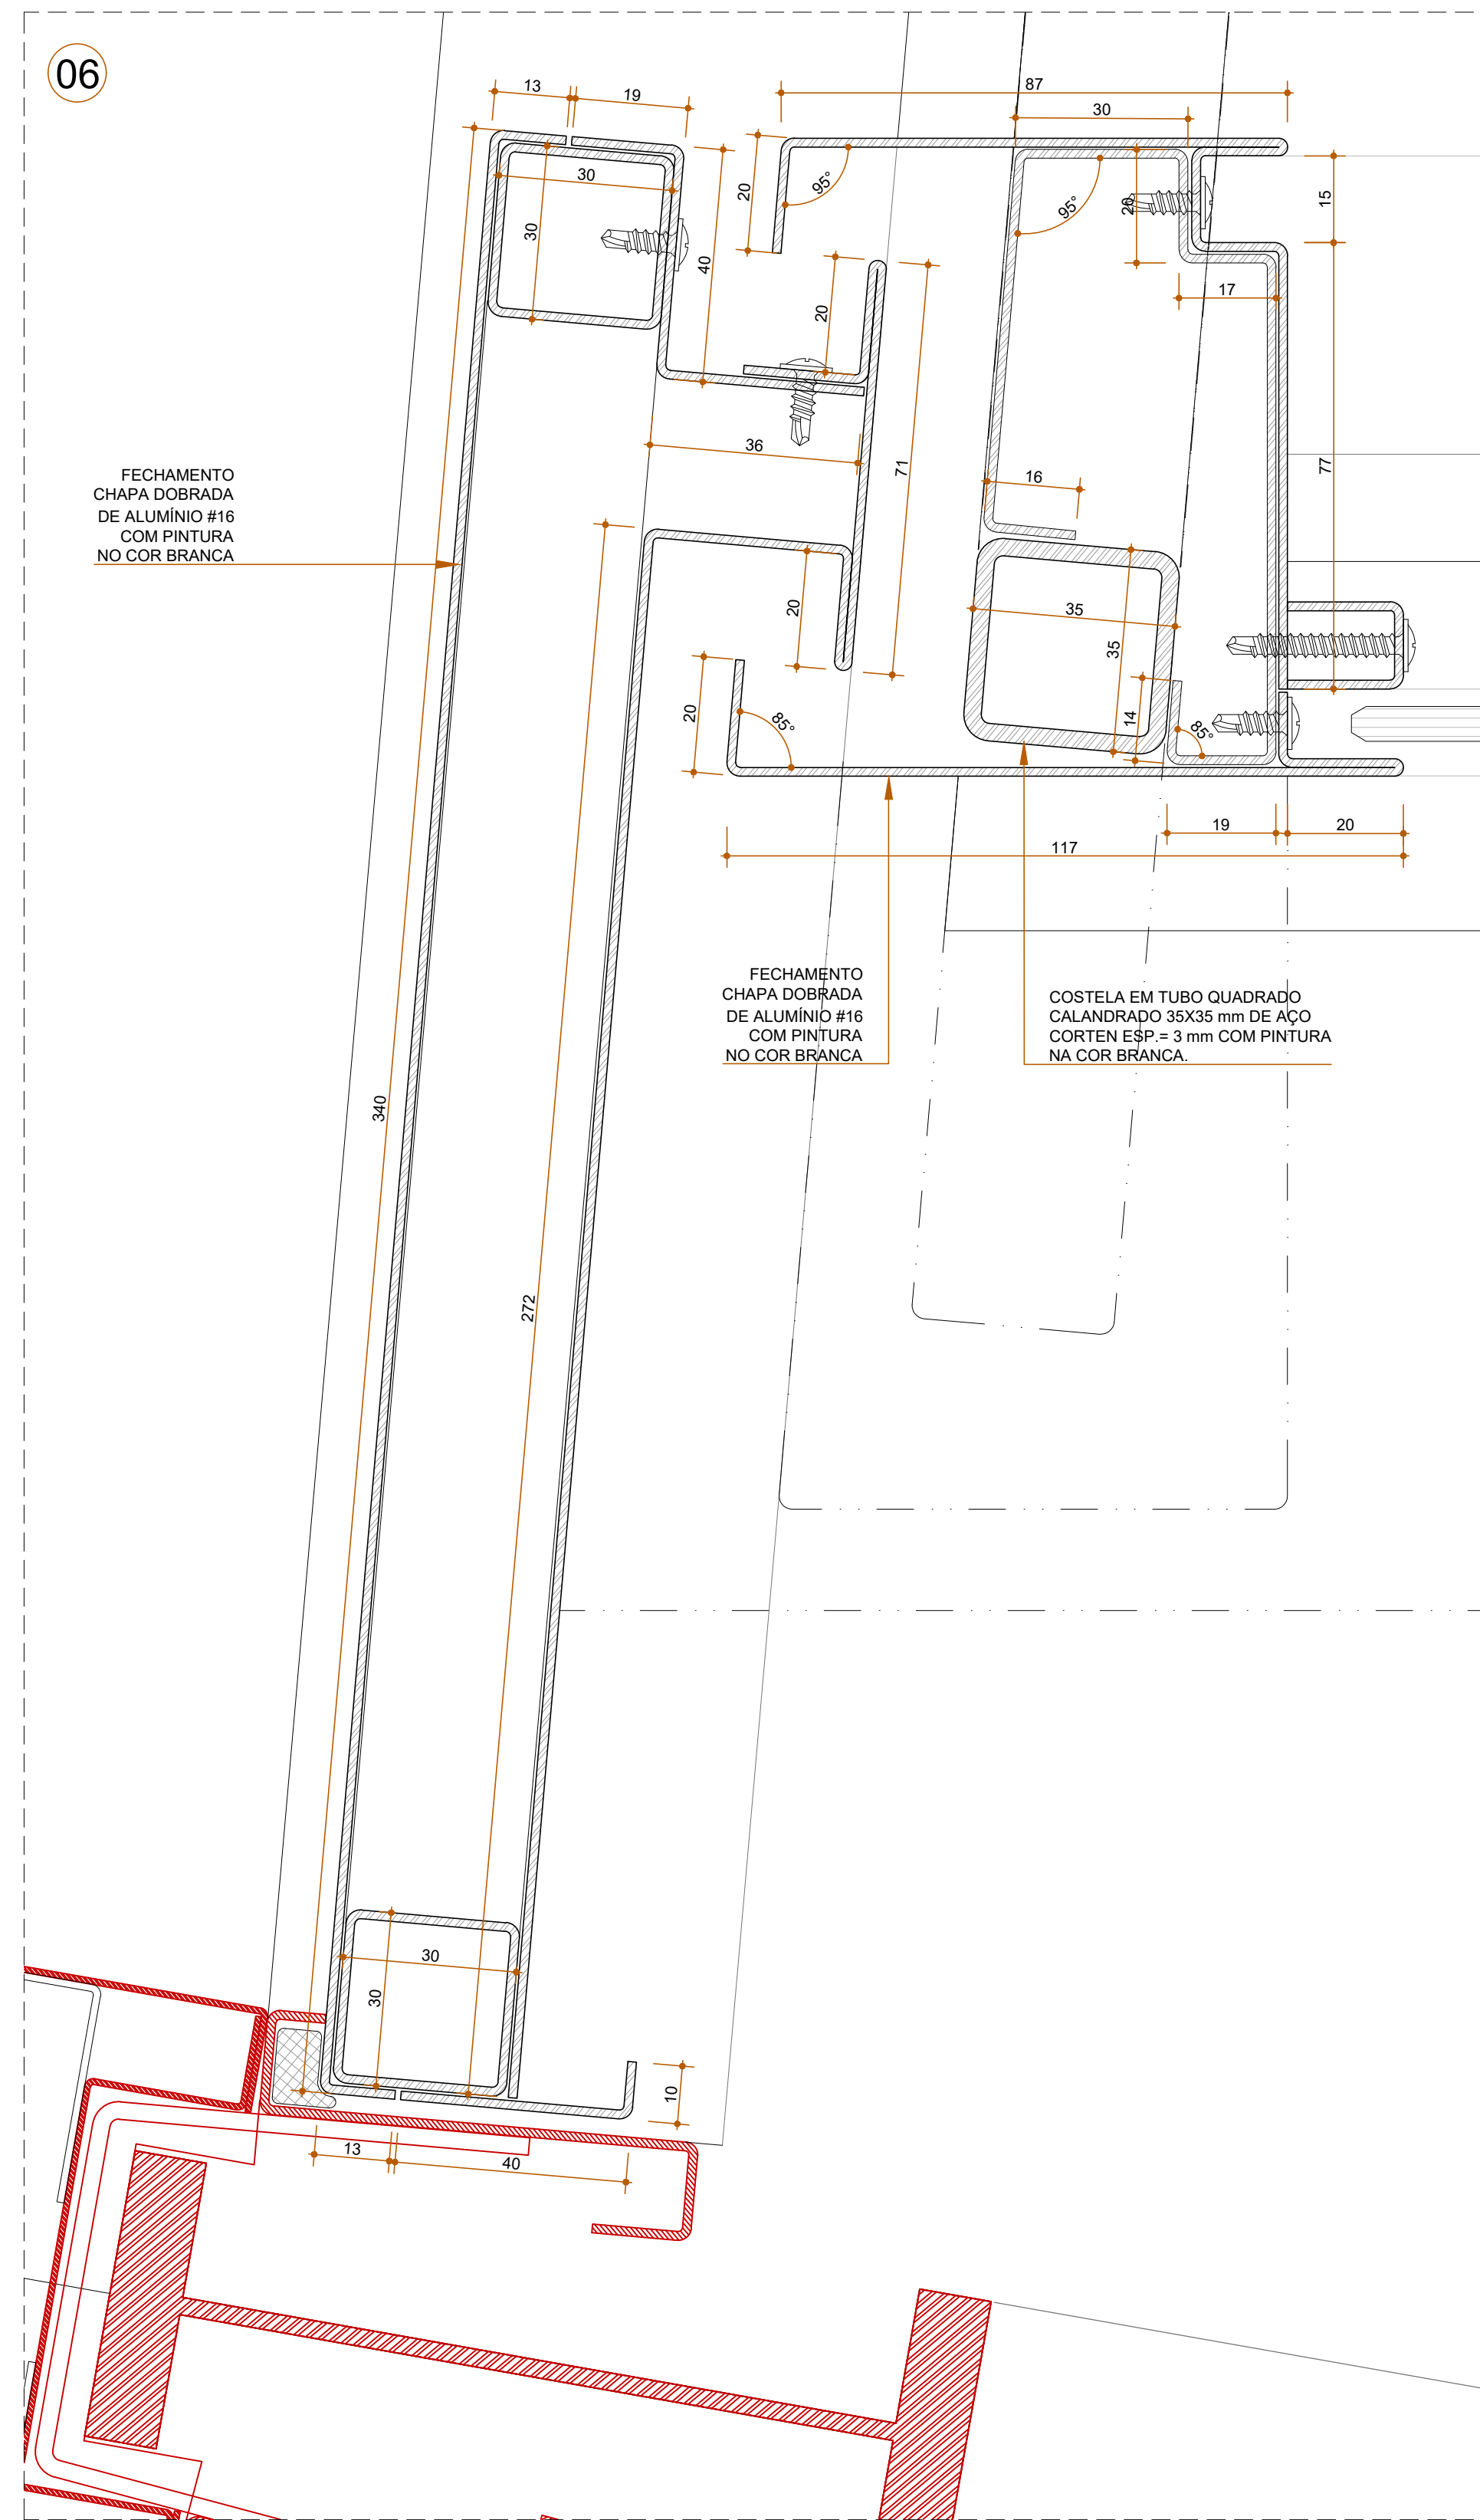 06
13
19
87
30
30
30
20
95°
95°
20
15
40
20
17
36
71
16
77
FECHAMENTO
CHAPA DOBRADA
DE ALUMÍNIO #16
COM PINTURA
NO COR BRANCA
20
35
35
20
85°
14
85°
19
20
117
FECHAMENTO
CHAPA DOBRADA
DE ALUMÍNIO #16
COM PINTURA
NO COR BRANCA
COSTELA EM TUBO QUADRADO
CALANDRADO 35X35 mm DE AÇO
CORTEN ESP.= 3 mm COM PINTURA
NA COR BRANCA.
340
272
30
30
10
13
40